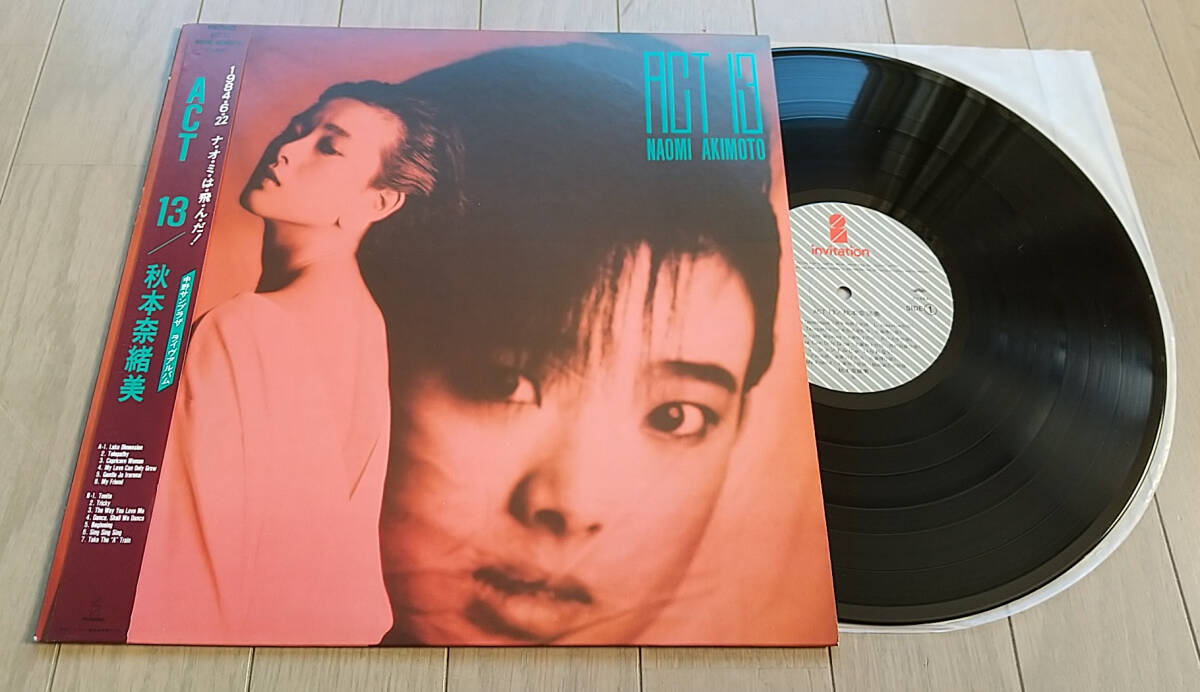 1984・6・22 ナ・オ・ミ・は・飛・ん・だ!
ACT 13/秋本奈緒美
中野サンプラザ ライヴアルバム
A-1. Lake Dimension
2. Telepathy
3. Capricorn Woman
4. My Love Can Only Grow
5. Gentle Ja Iraranai
6. My Friend
B-1. Tonite
2. Tricky
3. The Way You Love Me
4. Dance, Shall We Dance
5. Beginning
6. Sing Sing Sing
7. Take The "A" Train
ACT 13
NAOMI AKIMOTO
invitation
SIDE 1